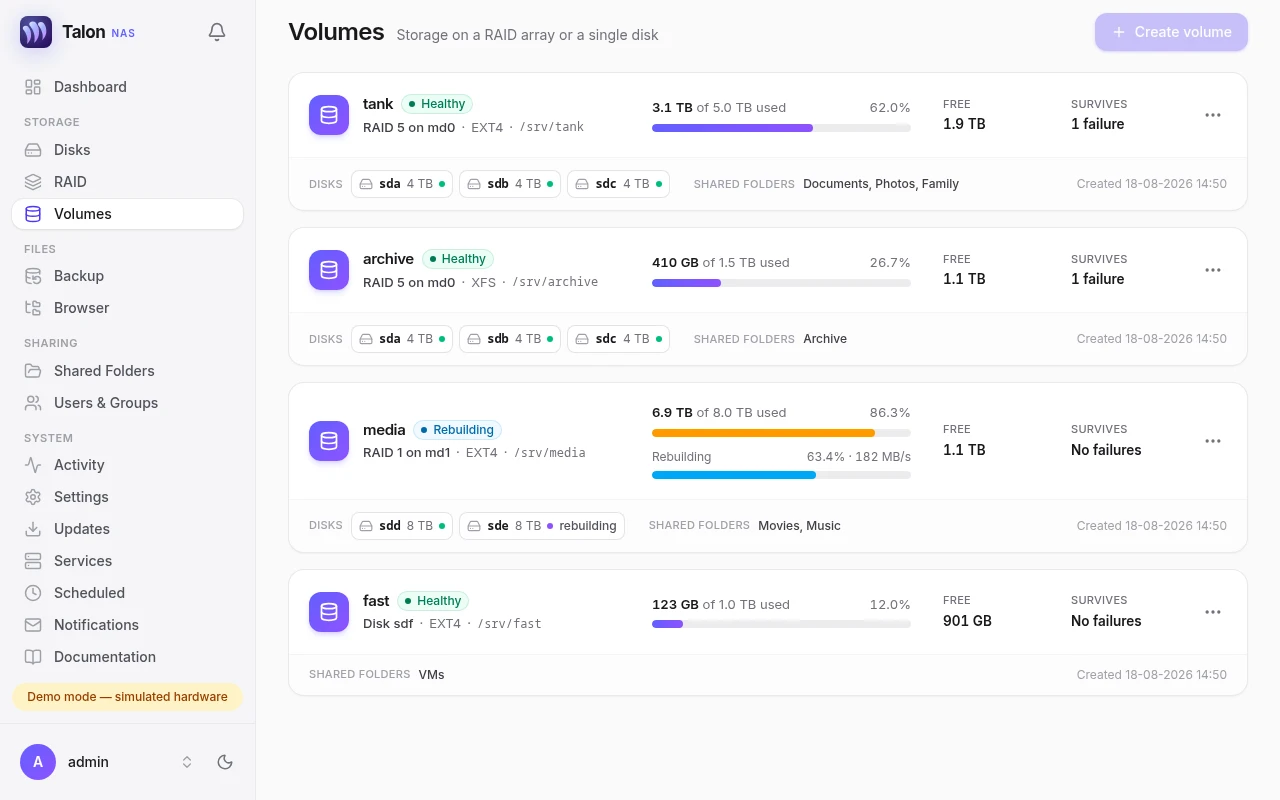 Talon NAS
Dashboard
STORAGE
Disks
RAID
Volumes
FILES
Backup
Browser
SHARING
Shared Folders
Users & Groups
SYSTEM
Activity
Settings
Updates
Services
Scheduled
Notifications
Documentation
Demo mode — simulated hardware
A admin
Volumes Storage on a RAID array or a single disk
+ Create volume
tank Healthy
RAID 5 on md0 · EXT4 · /srv/tank
3.1 TB of 5.0 TB used 62.0%
FREE
1.9 TB
SURVIVES
1 failure
DISKS sda 4 TB sdb 4 TB sdc 4 TB SHARED FOLDERS Documents, Photos, Family Created 18-08-2026 14:50
archive Healthy
RAID 5 on md0 · XFS · /srv/archive
410 GB of 1.5 TB used 26.7%
FREE
1.1 TB
SURVIVES
1 failure
DISKS sda 4 TB sdb 4 TB sdc 4 TB SHARED FOLDERS Archive Created 18-08-2026 14:50
media Rebuilding
RAID 1 on md1 · EXT4 · /srv/media
6.9 TB of 8.0 TB used 86.3%
Rebuilding 63.4% · 182 MB/s
FREE
1.1 TB
SURVIVES
No failures
DISKS sdd 8 TB sde 8 TB rebuilding SHARED FOLDERS Movies, Music Created 18-08-2026 14:50
fast Healthy
Disk sdf · EXT4 · /srv/fast
123 GB of 1.0 TB used 12.0%
FREE
901 GB
SURVIVES
No failures
SHARED FOLDERS VMs Created 18-08-2026 14:50